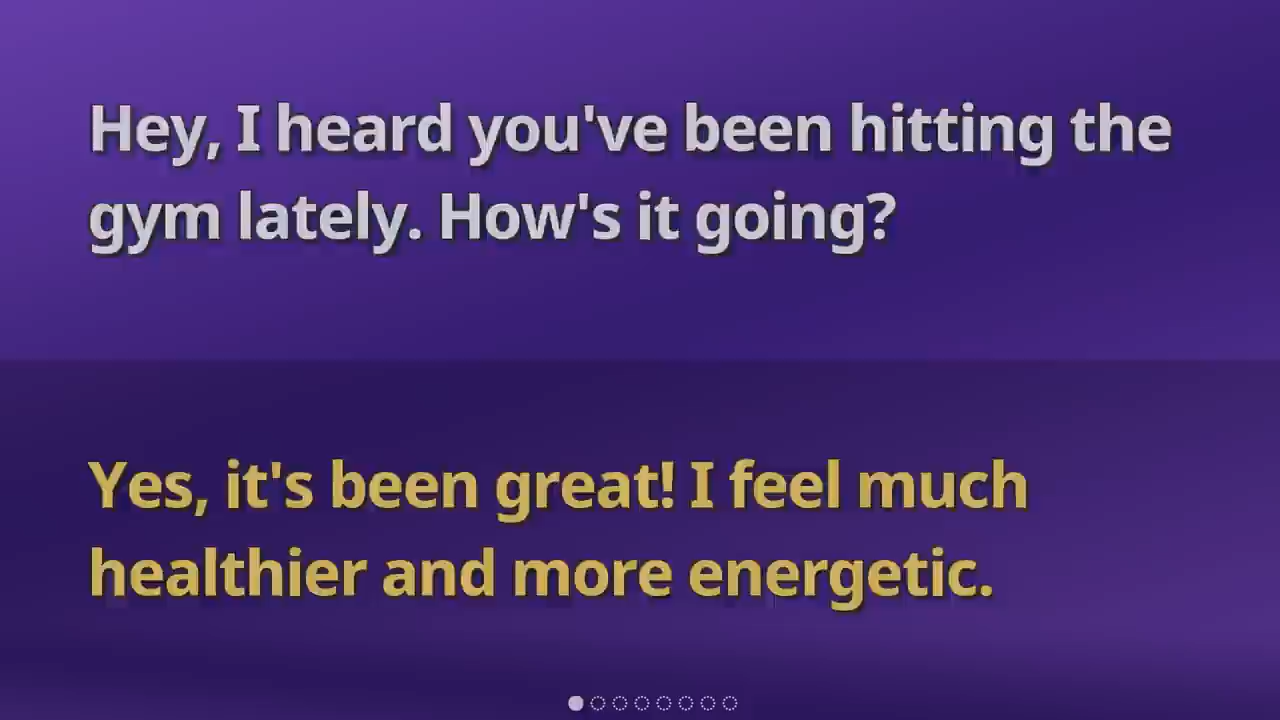 Hey, I heard you've been hitting the
gym lately. How's it going?
Yes, it's been great! I feel much
healthier and more energetic.